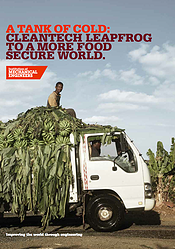 A TANK OF COLD:
CLEANTECH LEAPFROG
TO A MORE FOOD
SECURE WORLD.
Institution of
MECHANICAL
ENGINEERS
Improving the world through engineering